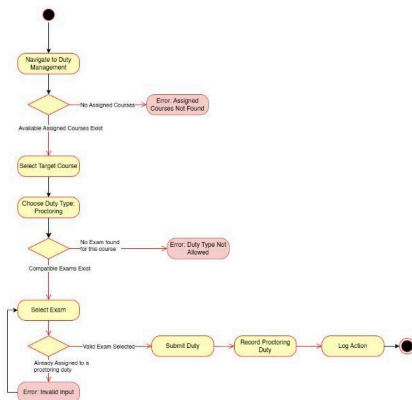 Navigate to Duty
Management
No Assigned Courses
Error: Assigned
Courses Not Found
Available Assigned Courses Exist
Select Target Course
Choose Duty Type:
Proctoring
No Exam found
for this course
Error: Duty Type Not
Allowed
Compatible Exams Exist
Select Exam
Valid Exam Selected
Submit Duty
Record Proctoring
Duty
Log Action
Already Assigned to a
proctoring duty
Error: Invalid Input